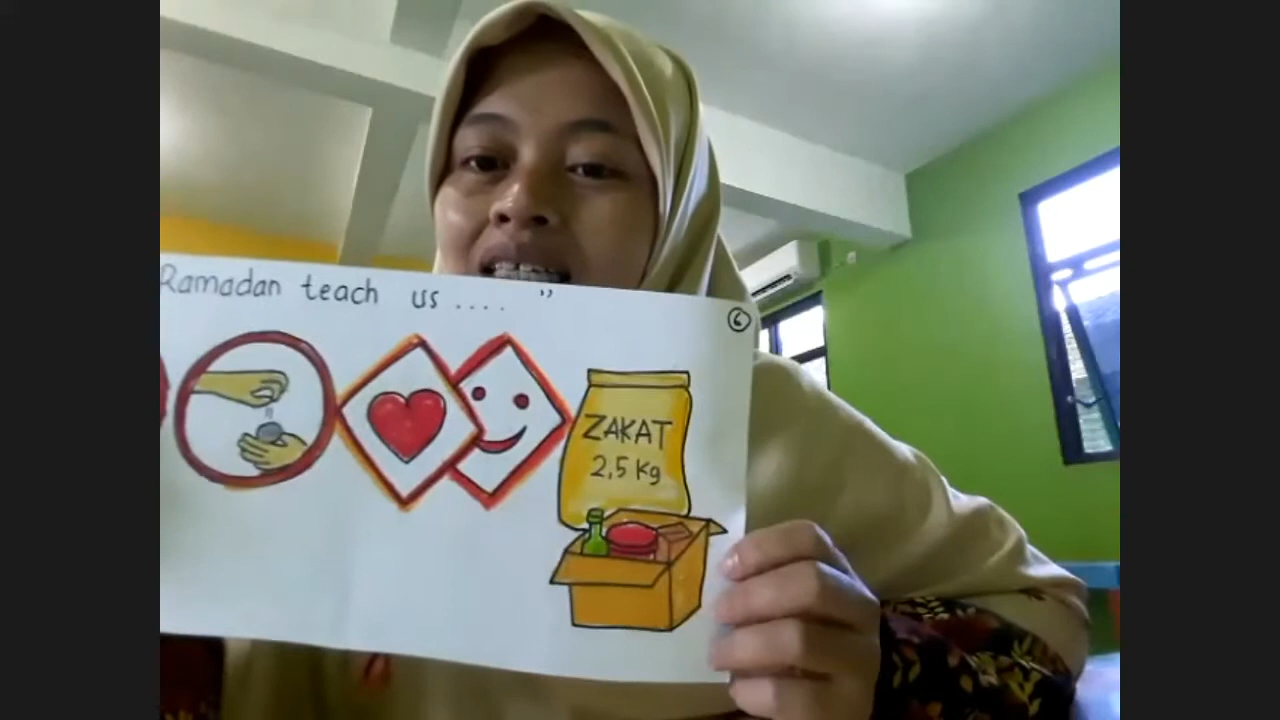 Ramadan teach us .... ”
6
ZAKAT
2,5 Kg